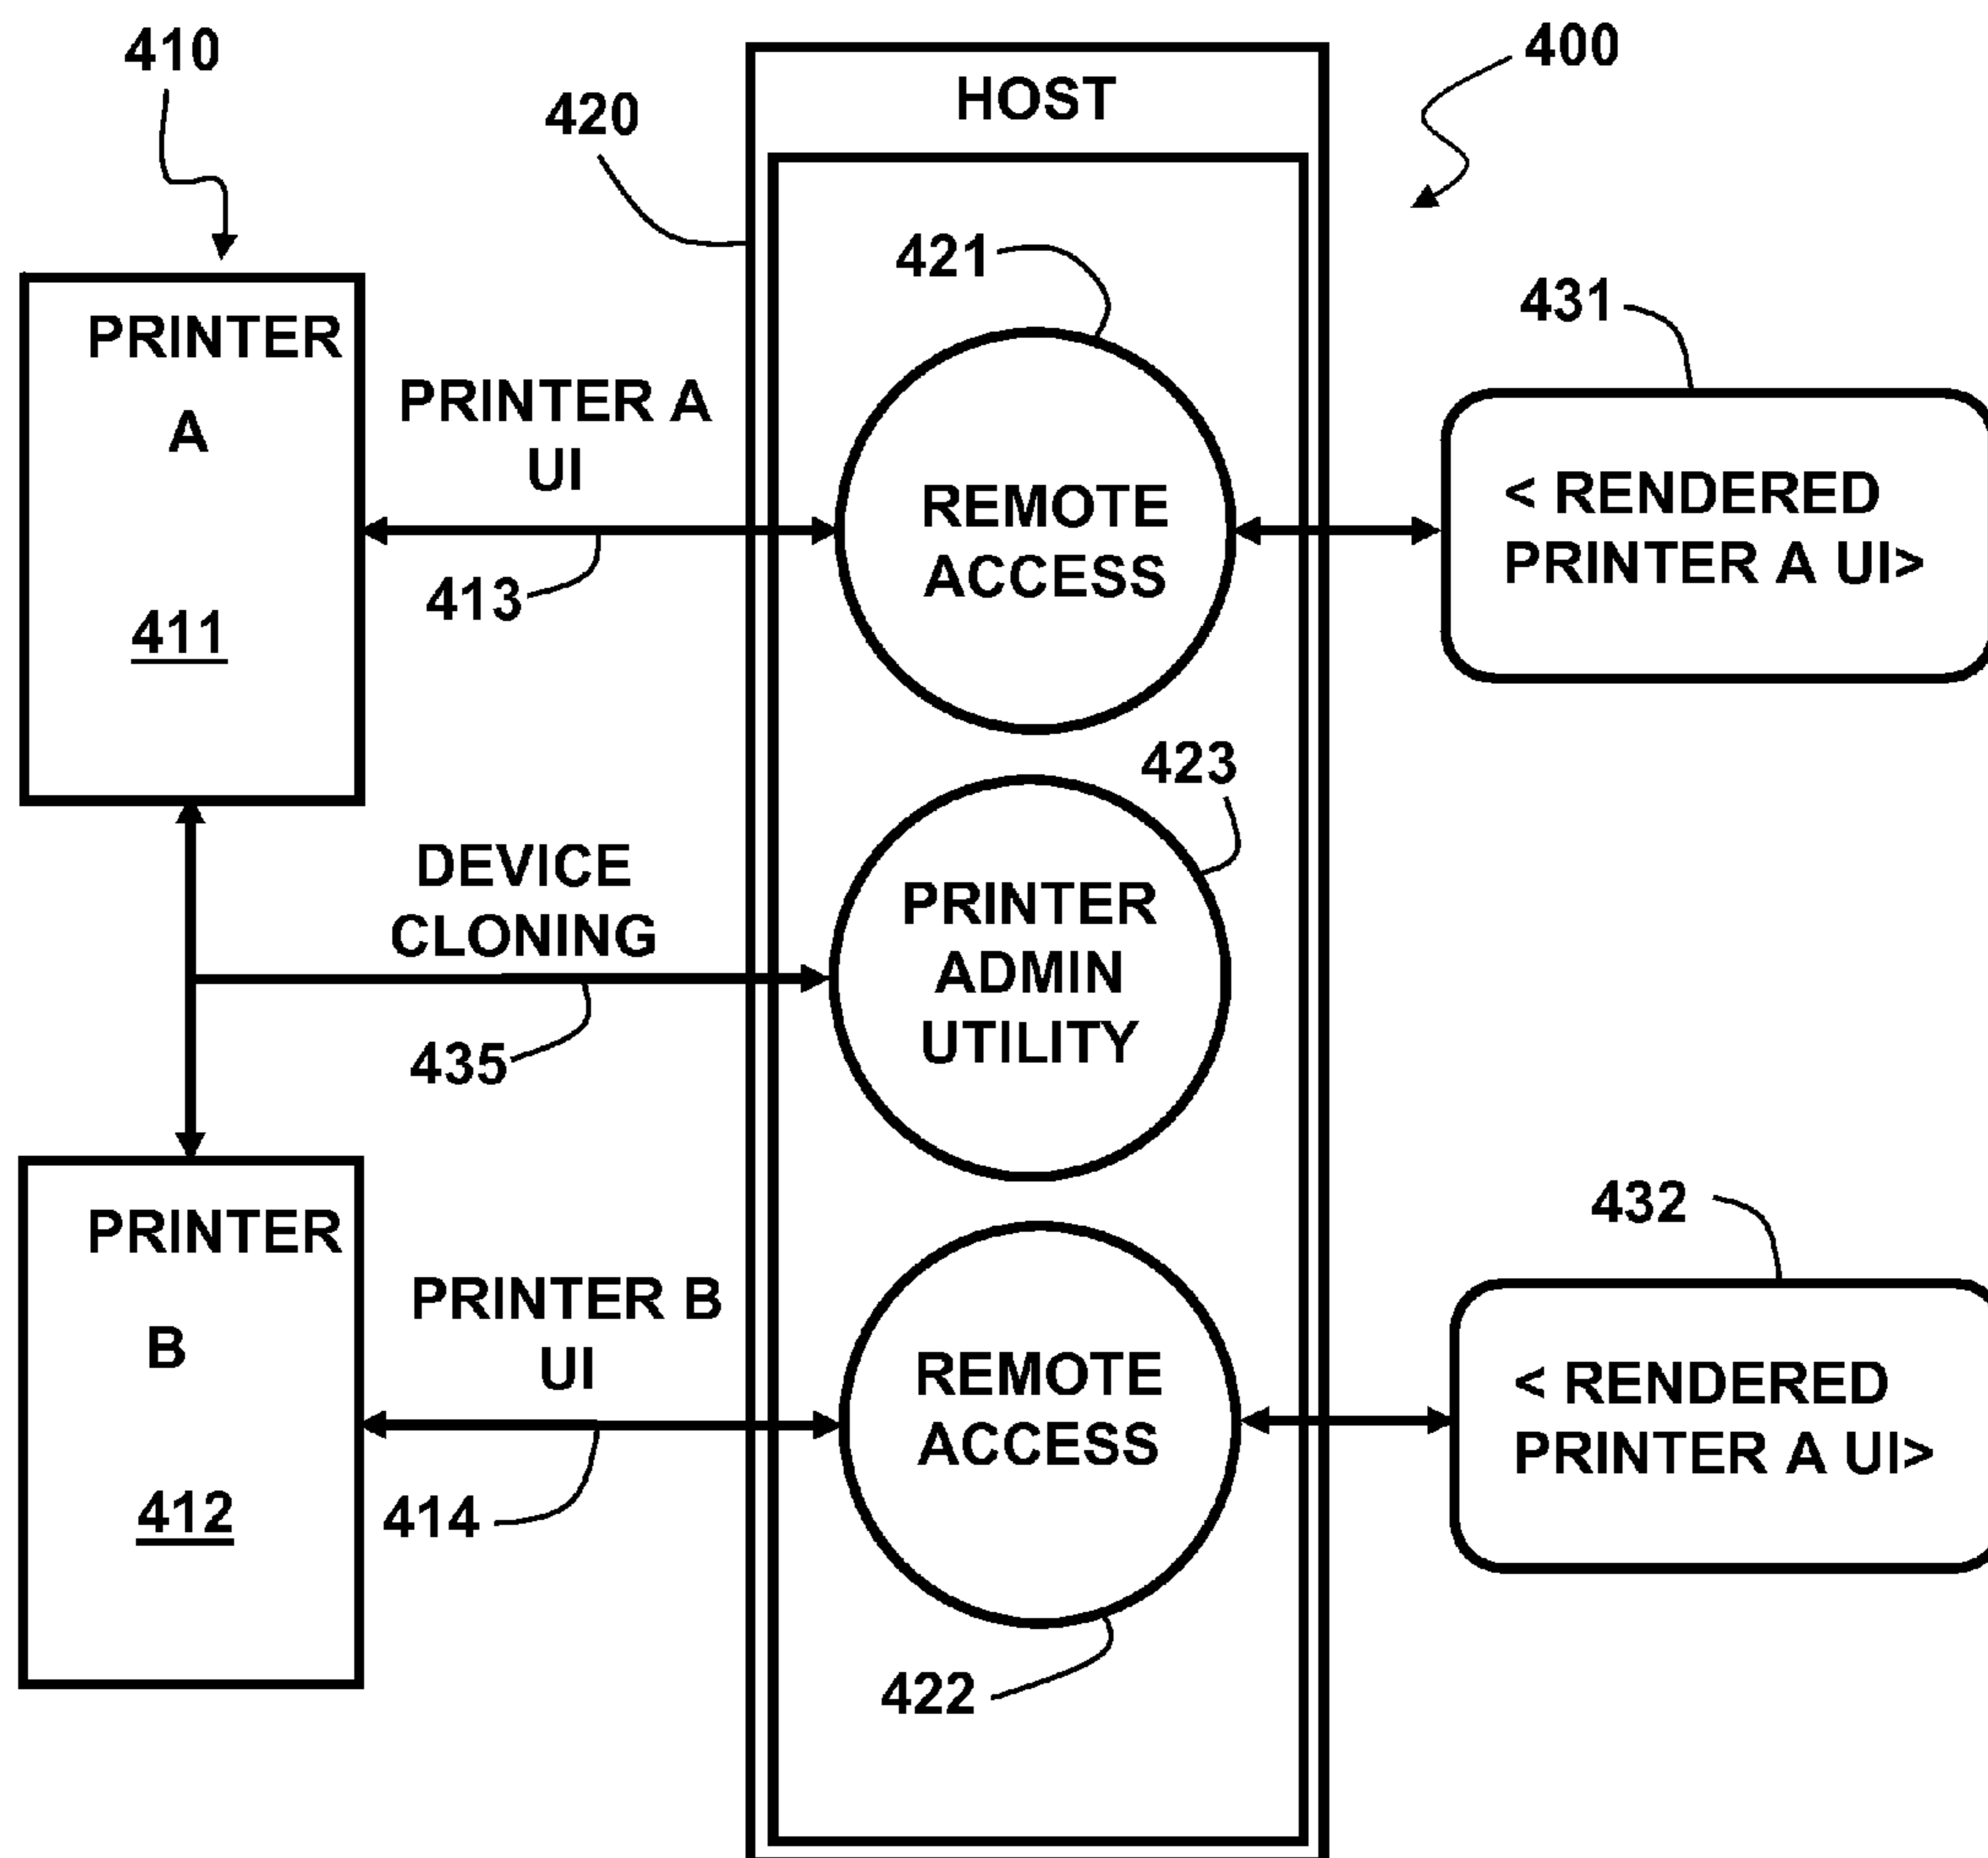 410
420
HOST
400
421
431
PRINTER
A
411
PRINTER A
UI
413
REMOTE
ACCESS
< RENDERED
PRINTER A UI>
423
DEVICE
CLONING
435
PRINTER
ADMIN
UTILITY
432
PRINTER
B
412
PRINTER B
UI
414
REMOTE
ACCESS
422
< RENDERED
PRINTER A UI>